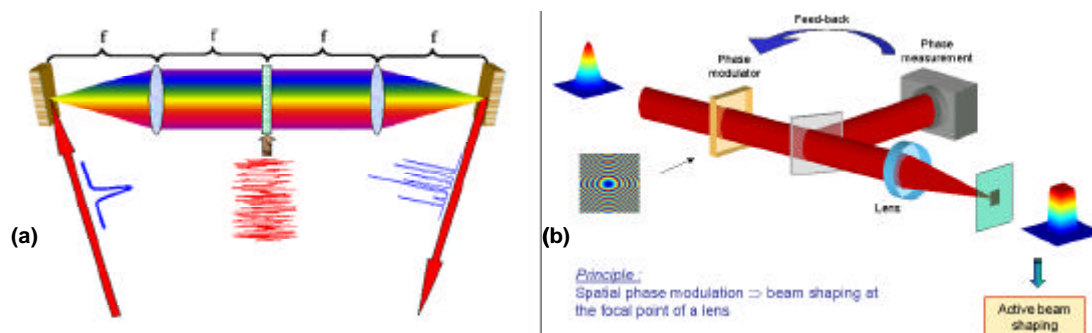 f f f f
(a)
Feed-back
Phase
modulator
Phase
measurement
Lens
(b)
Principle :
Spatial phase modulation ⇒ beam shaping at
the focal point of a lens
Active beam
shaping